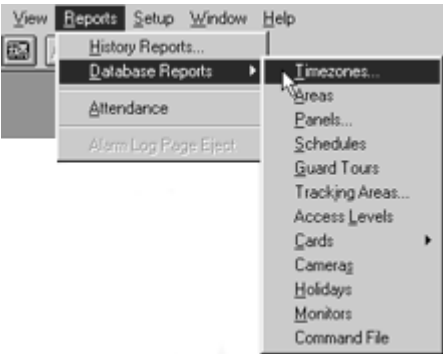 View Reports Setup Window Help
History Reports...
Database Reports
Attendance
Alarm Log Page Eject
Timezones...
Areas
Panels...
Schedules
Guard Tours
Tracking Areas...
Access Levels
Cards
Cameras
Holidays
Monitors
Command File